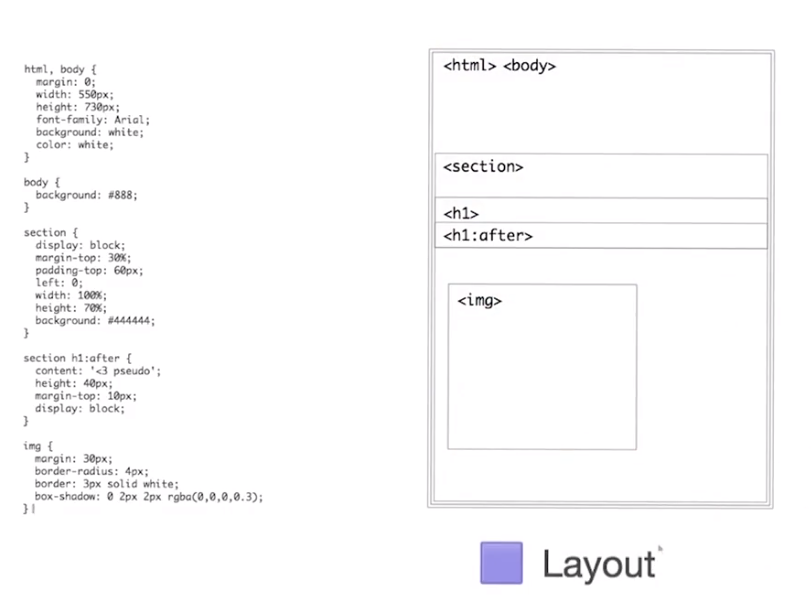 html, body {
margin: 0;
width: 550px;
height: 730px;
font-family: Arial;
background: white;
color: white;
}
body {
background: #888;
}
section {
display: block;
margin-top: 30%;
padding-top: 60px;
left: 0;
width: 100%;
height: 70%;
background: #444444;
}
section h1:after {
content: '<3 pseudo';
height: 40px;
margin-top: 10px;
display: block;
}
img {
margin: 30px;
border-radius: 4px;
border: 3px solid white;
box-shadow: 0 2px 2px rgba(0,0,0,0.3);
}
<html> <body>
<section>
<h1>
<h1:after>
<img>
Layout